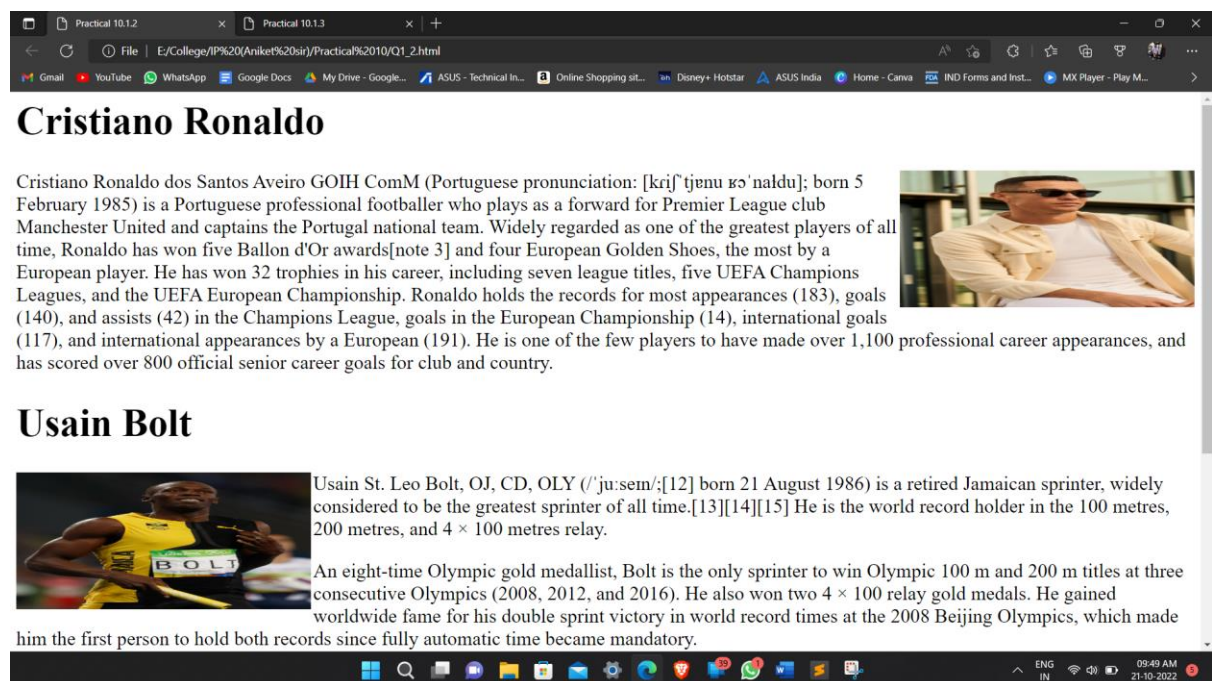 Practical 10.1.2
Practical 10.1.3
File | E:/College/IP%20(Aniket%20sir)/Practical%2010/Q1_2.html
Gmail YouTube WhatsApp Google Docs My Drive - Google... ASUS - Technical In... Online Shopping sit... Disney+ Hotstar ASUS India Home - Canva IND Forms and Inst... MX Player - Play M...
Cristiano Ronaldo
Cristiano Ronaldo dos Santos Aveiro GOIH ComM (Portuguese pronunciation: [kɾiʃˈtjɐnu ʁɔˈnaɫdu]; born 5
February 1985) is a Portuguese professional footballer who plays as a forward for Premier League club
Manchester United and captains the Portugal national team. Widely regarded as one of the greatest players of all
time, Ronaldo has won five Ballon d'Or awards[note 3] and four European Golden Shoes, the most by a
European player. He has won 32 trophies in his career, including seven league titles, five UEFA Champions
Leagues, and the UEFA European Championship. Ronaldo holds the records for most appearances (183), goals
(140), and assists (42) in the Champions League, goals in the European Championship (14), international goals
(117), and international appearances by a European (191). He is one of the few players to have made over 1,100 professional career appearances, and
has scored over 800 official senior career goals for club and country.
Usain Bolt
Usain St. Leo Bolt, OJ, CD, OLY (/ˈjuːseɪn/;[12] born 21 August 1986) is a retired Jamaican sprinter, widely
considered to be the greatest sprinter of all time.[13][14][15] He is the world record holder in the 100 metres,
200 metres, and 4 × 100 metres relay.
BOLT
An eight-time Olympic gold medallist, Bolt is the only sprinter to win Olympic 100 m and 200 m titles at three
consecutive Olympics (2008, 2012, and 2016). He also won two 4 × 100 relay gold medals. He gained
worldwide fame for his double sprint victory in world record times at the 2008 Beijing Olympics, which made
him the first person to hold both records since fully automatic time became mandatory.
39
1
ENG
IN
09:49 AM
21-10-2022
5